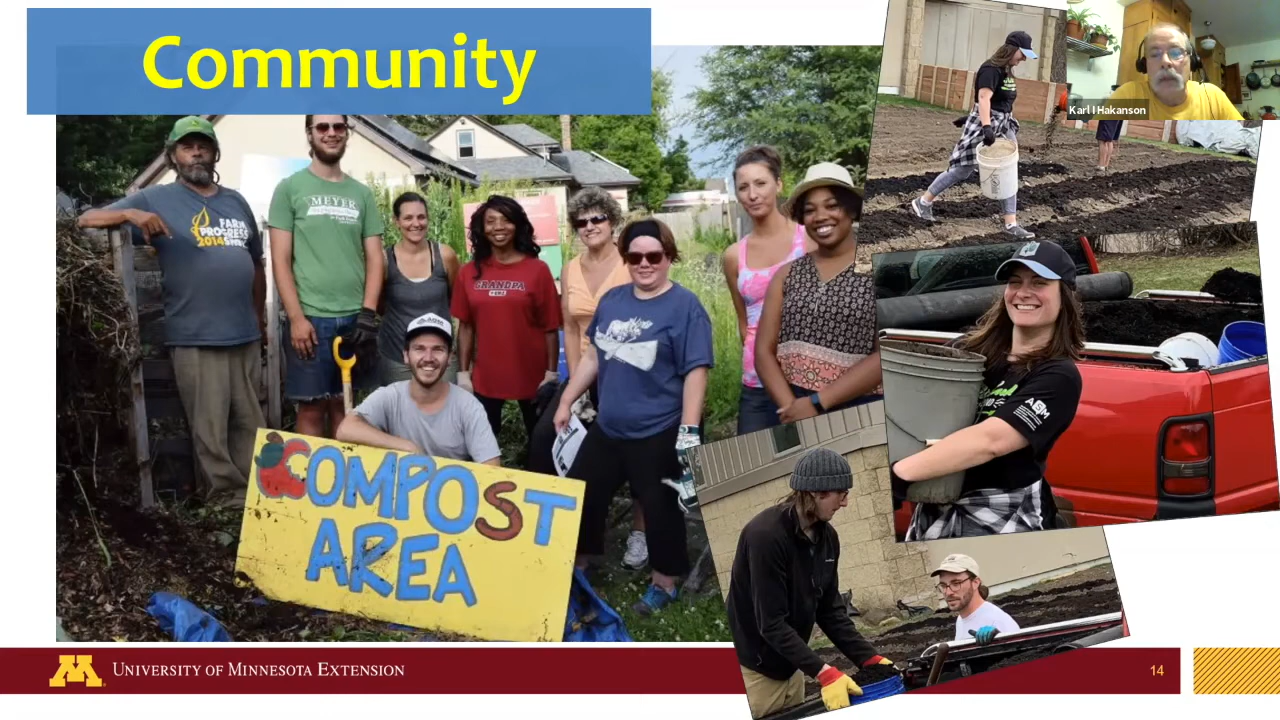 Community
Karl I Hakanson
FARM
PROGRESS
2014
MEYER
GRANDPA
COMPOST
AREA
M
UNIVERSITY OF MINNESOTA EXTENSION
14